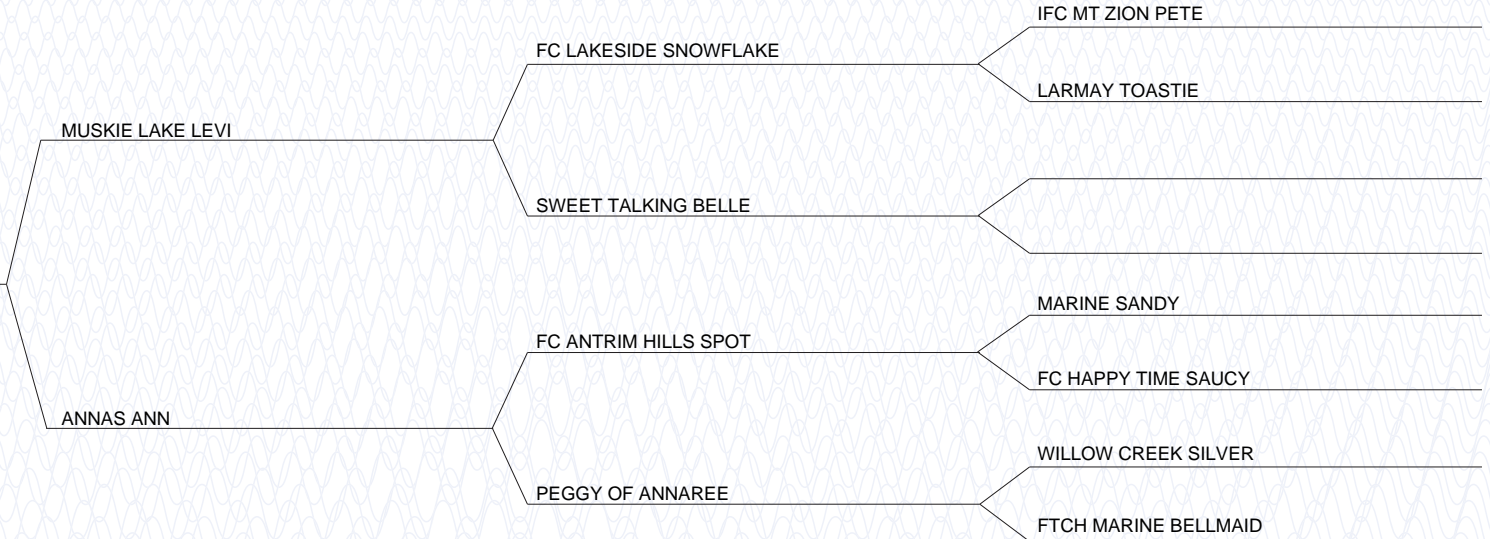 IFC MT ZION PETE
FC LAKESIDE SNOWFLAKE
LARMAY TOASTIE
MUSKIE LAKE LEVI
SWEET TALKING BELLE
MARINE SANDY
FC ANTRIM HILLS SPOT
FC HAPPY TIME SAUCY
ANNAS ANN
WILLOW CREEK SILVER
PEGGY OF ANNAREE
FTCH MARINE BELLMAID